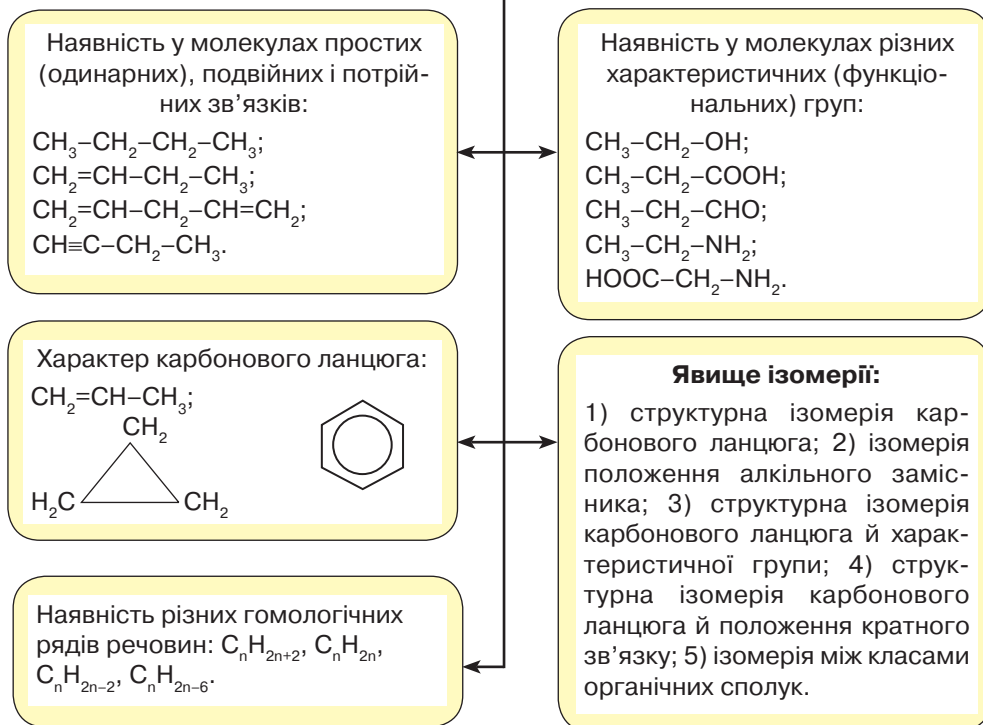 Наявність у молекулах простих
(одинарних), подвійних і потрій-
них зв’язків:
CH₃–CH₂–CH₂–CH₃;
CH₂=CH–CH₂–CH₃;
CH₂=CH–CH₂–CH=CH₂;
CH≡C–CH₂–CH₃.
Наявність у молекулах різних
характеристичних (функціо-
нальних) груп:
CH₃–CH₂–OH;
CH₃–CH₂–COOH;
CH₃–CH₂–CHO;
CH₃–CH₂–NH₂;
HOOC–CH₂–NH₂.
Характер карбонового ланцюга:
CH₂=CH–CH₃;
CH₂
H₂C CH₂
Явище ізомерії:
1) структурна ізомерія кар-
бонового ланцюга; 2) ізомерія
положення алкільного заміс-
ника; 3) структурна ізомерія
карбонового ланцюга й харак-
теристичної групи; 4) струк-
турна ізомерія карбонового
ланцюга й положення кратного
зв’язку; 5) ізомерія між класами
органічних сполук.
Наявність різних гомологічних
рядів речовин: CₙH₂ₙ₊₂, CₙH₂ₙ,
CₙH₂ₙ₋₂, CₙH₂ₙ₋₆.